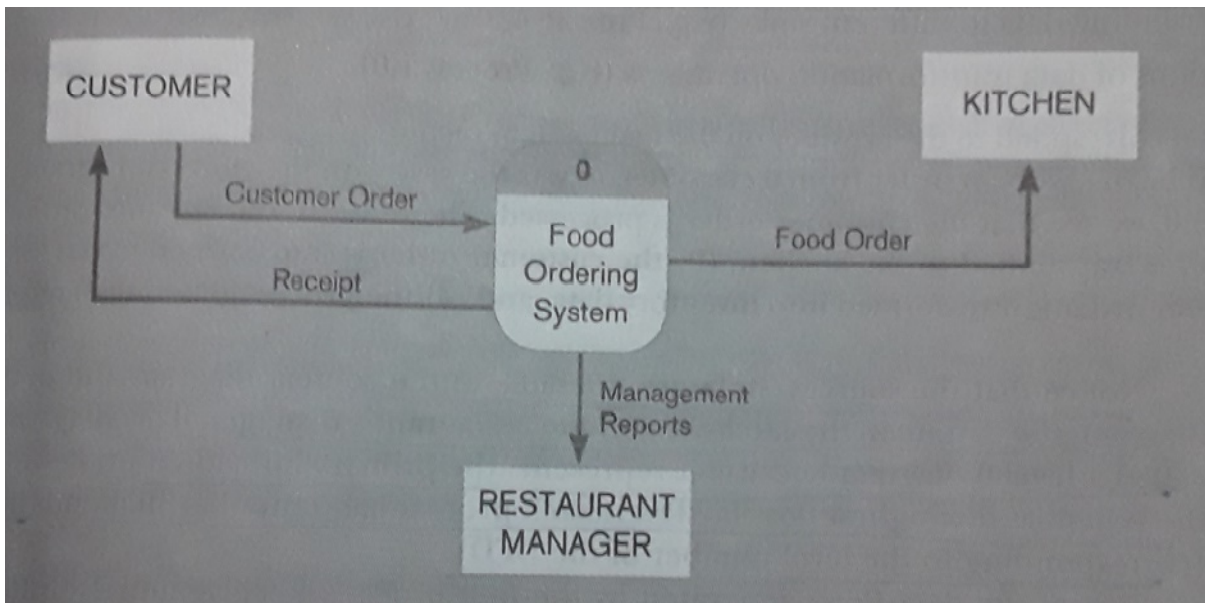 CUSTOMER
KITCHEN
0
Customer Order
Food
Ordering
System
Food Order
Receipt
Management
Reports
RESTAURANT
MANAGER